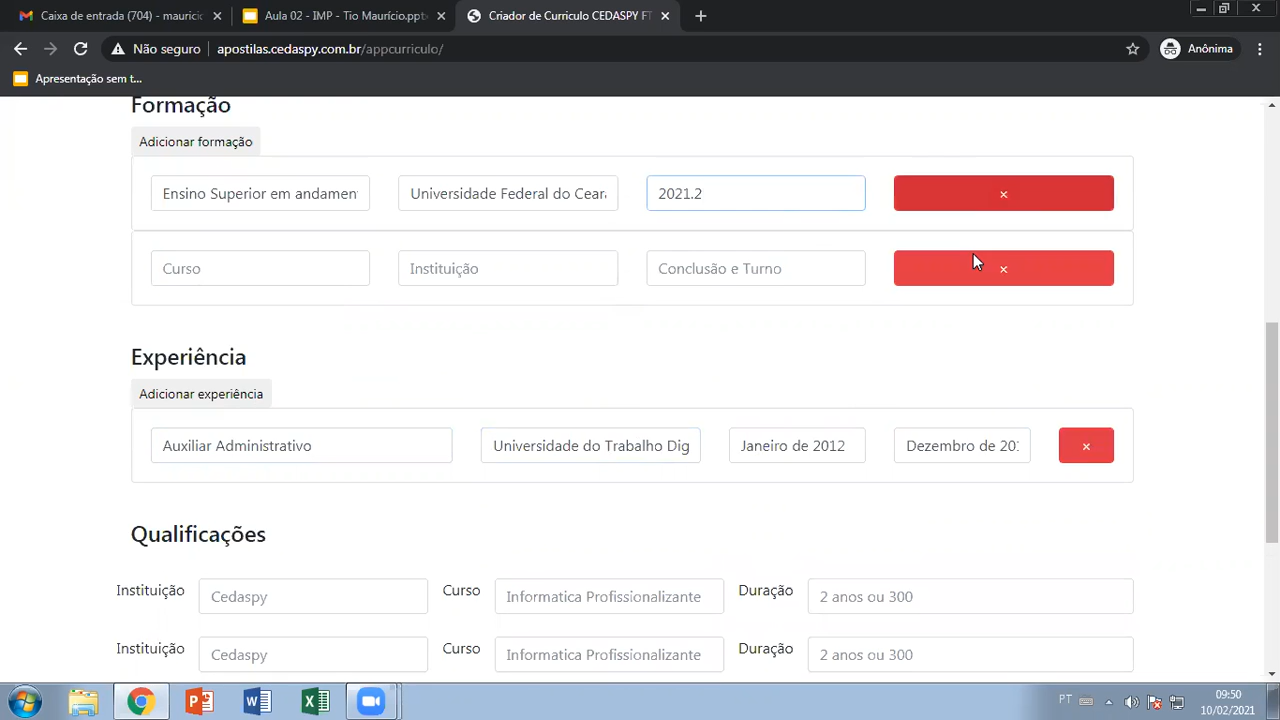 Caixa de entrada (704) - mauríc
Aula 02 - IMP - Tio Maurício.ppt
Criador de Curriculo CEDASPY FT
Não seguro
apostilas.cedaspy.com.br/appcurriculo/
Anônima
Apresentação sem t...
Formação
Adicionar formação
Ensino Superior em andamen
Universidade Federal do Cear
2021.2
×
Curso
Instituição
Conclusão e Turno
×
Experiência
Adicionar experiência
Auxiliar Administrativo
Universidade do Trabalho Dig
Janeiro de 2012
Dezembro de 20
×
Qualificações
Instituição
Cedaspy
Curso
Informatica Profissionalizante
Duração
2 anos ou 300
Instituição
Cedaspy
Curso
Informatica Profissionalizante
Duração
2 anos ou 300
PT
09:50
10/02/2021